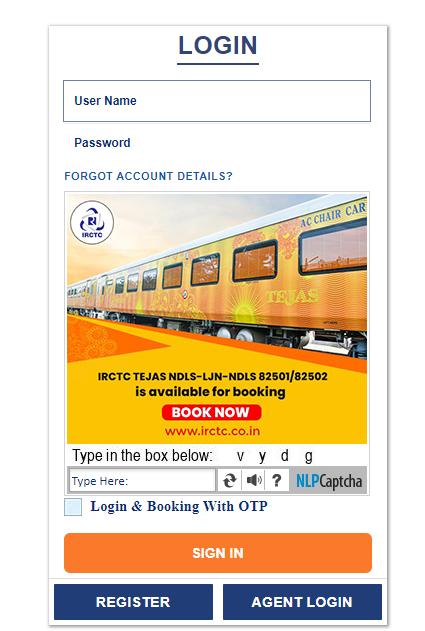 LOGIN
User Name
Password
FORGOT ACCOUNT DETAILS?
IRCTC
AC CHAIR CAR
TEJAS
IRCTC TEJAS NDLS-LJN-NDLS 82501/82502
is available for booking
BOOK NOW
www.irctc.co.in
Type in the box below: v y d g
Type Here: ? NLPCaptcha
Login & Booking With OTP
SIGN IN
REGISTER AGENT LOGIN